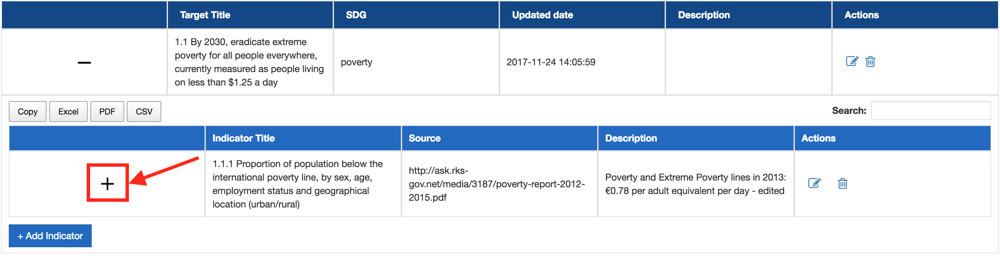 Target Title SDG Updated date Description Actions
1.1 By 2030, eradicate extreme
poverty for all people everywhere,
currently measured as people living
on less than $1.25 a day
poverty
2017-11-24 14:05:59
Copy Excel PDF CSV Search:
Indicator Title Source Description Actions
+
1.1.1 Proportion of population below the
international poverty line, by sex, age,
employment status and geographical
location (urban/rural)
http://ask.rks-
gov.net/media/3187/poverty-report-2012-
2015.pdf
Poverty and Extreme Poverty lines in 2013:
€0.78 per adult equivalent per day - edited
+ Add Indicator